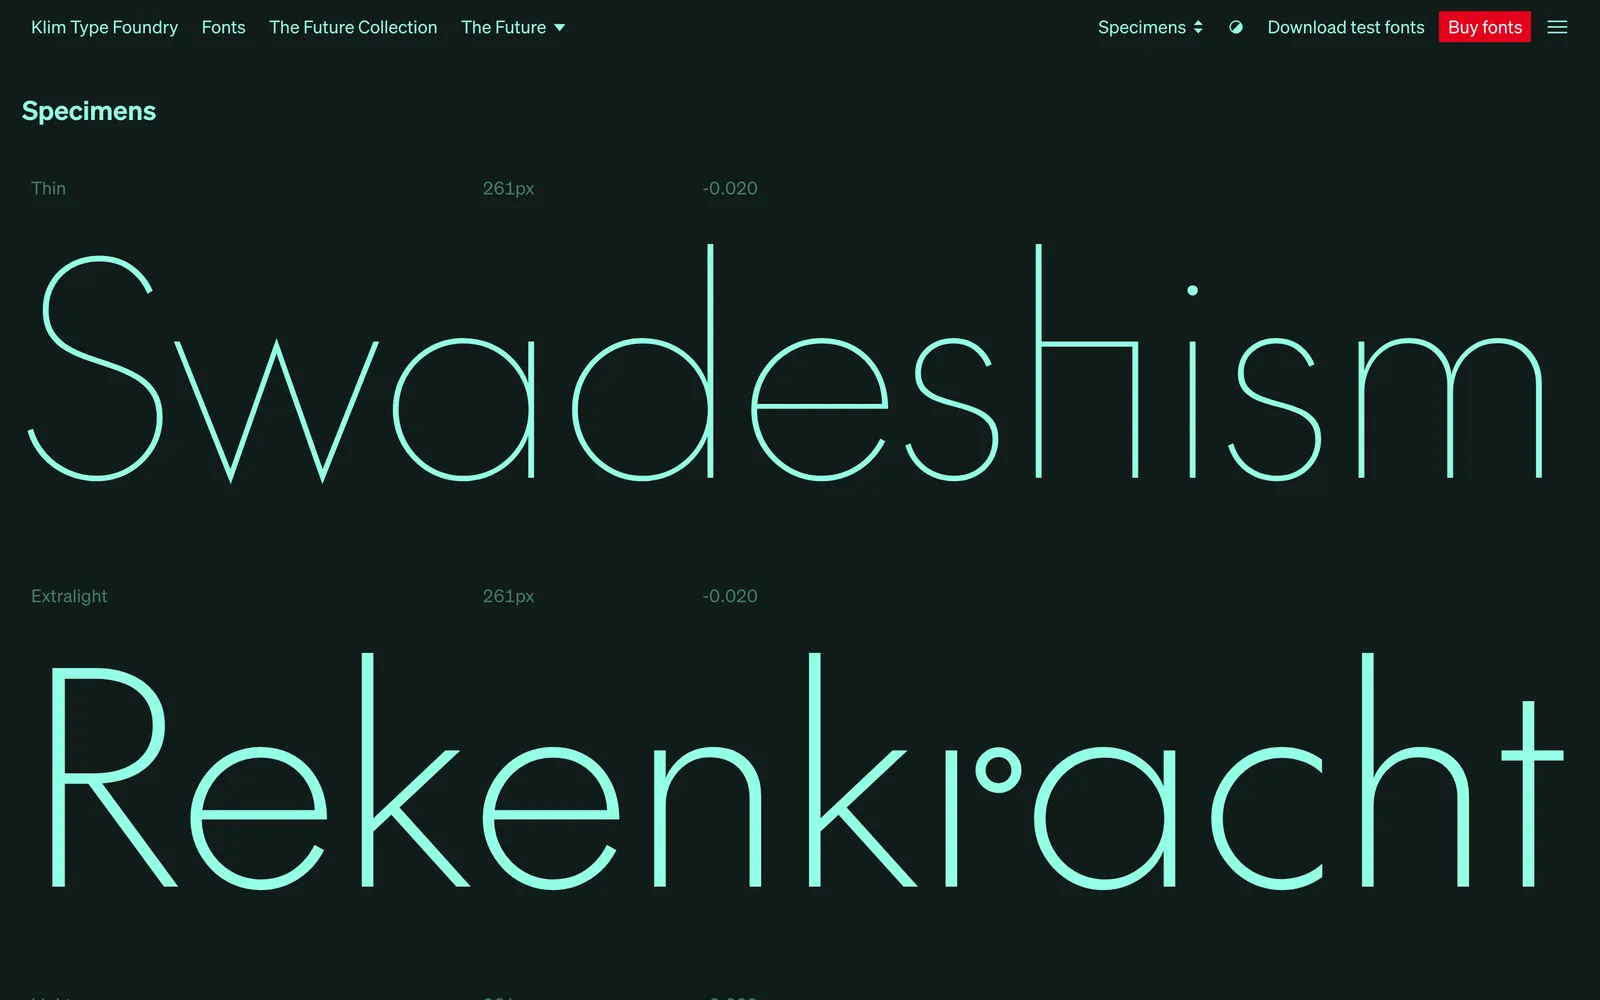 Klim Type Foundry Fonts The Future Collection The Future Specimens Download test fonts Buy fonts
Specimens
Thin 261px -0.020
Swadeshism
Extralight 261px -0.020
Rekenkracht